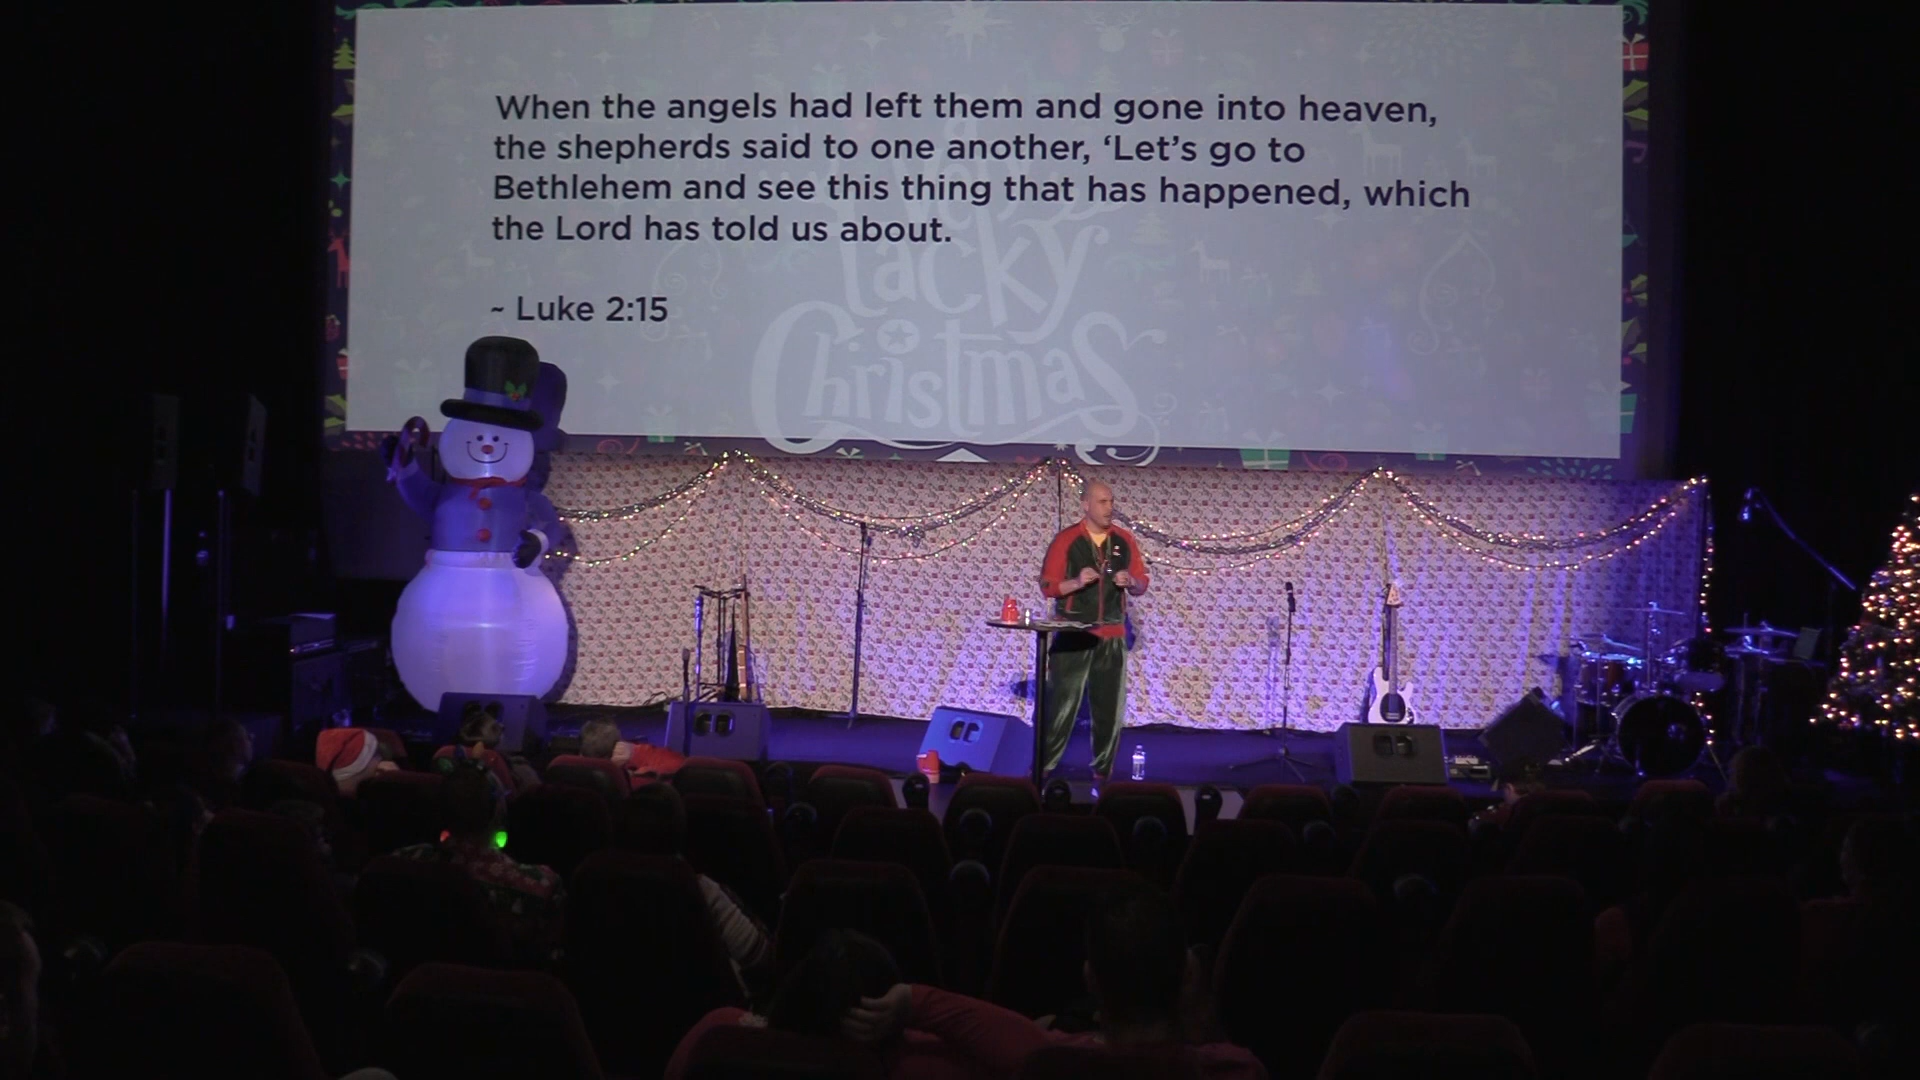 When the angels had left them and gone into heaven,
the shepherds said to one another, ‘Let’s go to
Bethlehem and see this thing that has happened, which
the Lord has told us about.
~ Luke 2:15
Tacky
Christmas